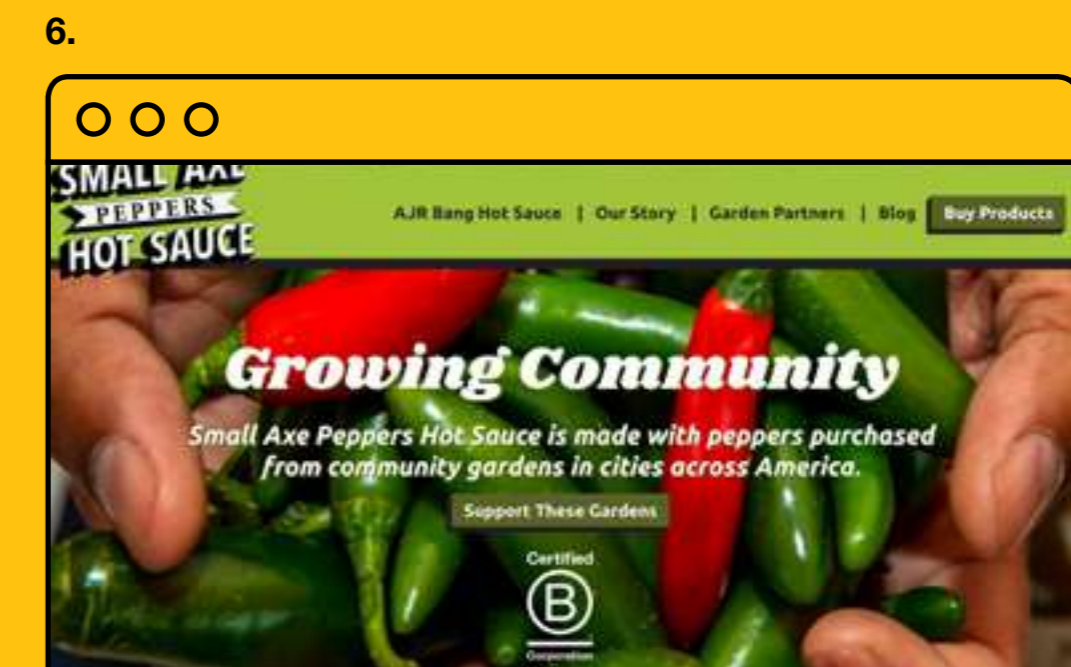 6.
SMALL AXE
PEPPERS
HOT SAUCE
AJR Bang Hot Sauce | Our Story | Garden Partners | Blog Buy Products
Growing Community
Small Axe Peppers Hot Sauce is made with peppers purchased
from community gardens in cities across America.
Support These Gardens
Certified
B
Corporation